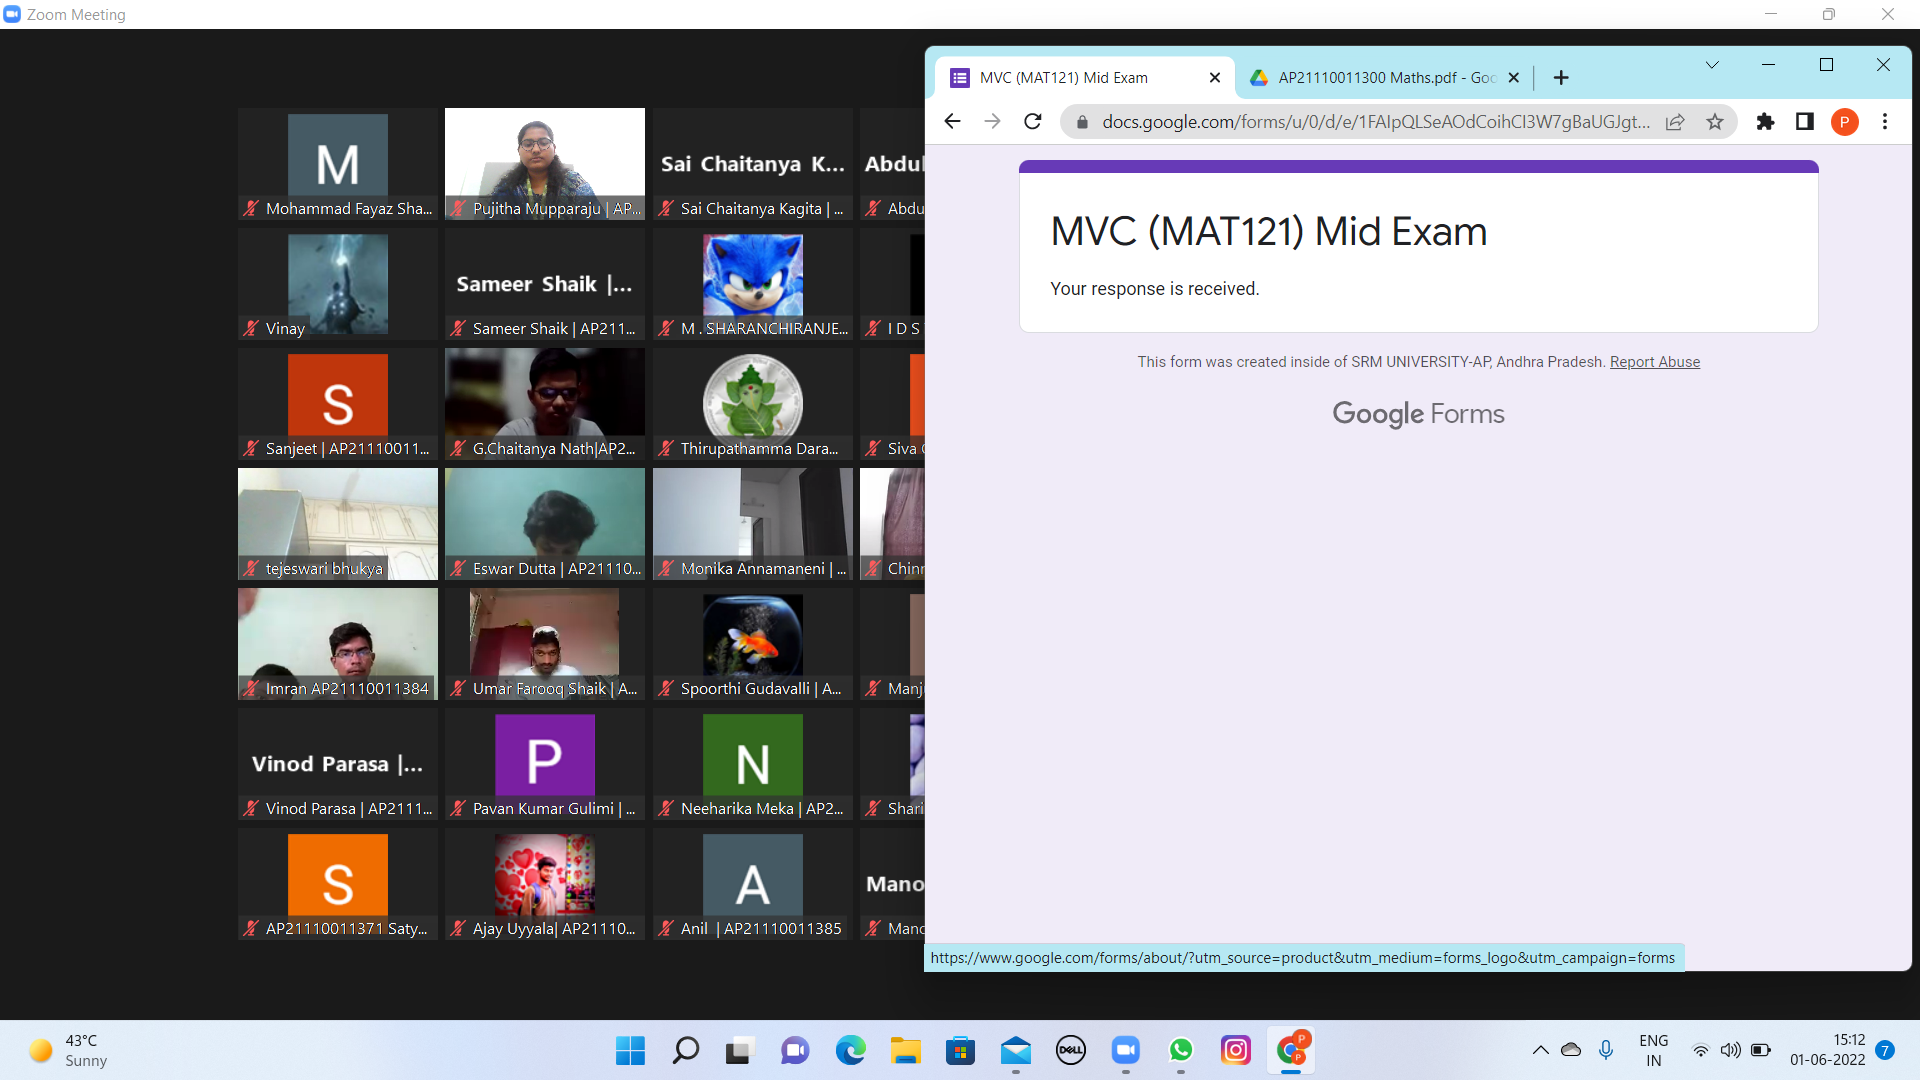 Zoom Meeting
M
Mohammad Fayaz Sha...
Pujitha Mupparaju | AP...
Sai Chaitanya K...
Sai Chaitanya Kagita | ...
Abdul
Abdu
Vinay
Sameer Shaik |...
Sameer Shaik | AP211...
M . SHARANCHIRANJE...
I D S
S
Sanjeet | AP21110011...
G.Chaitanya Nath|AP2...
Thirupathamma Dara...
Siva
tejeswari bhukya
Eswar Dutta | AP21110...
Monika Annamaneni | ...
Chinn
Imran AP21110011384
Umar Farooq Shaik | A...
Spoorthi Gudavalli | A...
Manj
Vinod Parasa |...
Vinod Parasa | AP2111...
P
Pavan Kumar Gulimi | ...
N
Neeharika Meka | AP2...
Shari
S
AP21110011371 Saty...
Ajay Uyyala| AP21110...
A
Anil | AP21110011385
Mano
Mano
MVC (MAT121) Mid Exam
AP21110011300 Maths.pdf - Goo
docs.google.com/forms/u/0/d/e/1FAIpQLSeAOdCoihCI3W7gBaUGJgt...
P
MVC (MAT121) Mid Exam
Your response is received.
This form was created inside of SRM UNIVERSITY-AP, Andhra Pradesh. Report Abuse
Google Forms
https://www.google.com/forms/about/?utm_source=product&utm_medium=forms_logo&utm_campaign=forms
43°C
Sunny
DELL
P
P
ENG
IN
15:12
01-06-2022
7